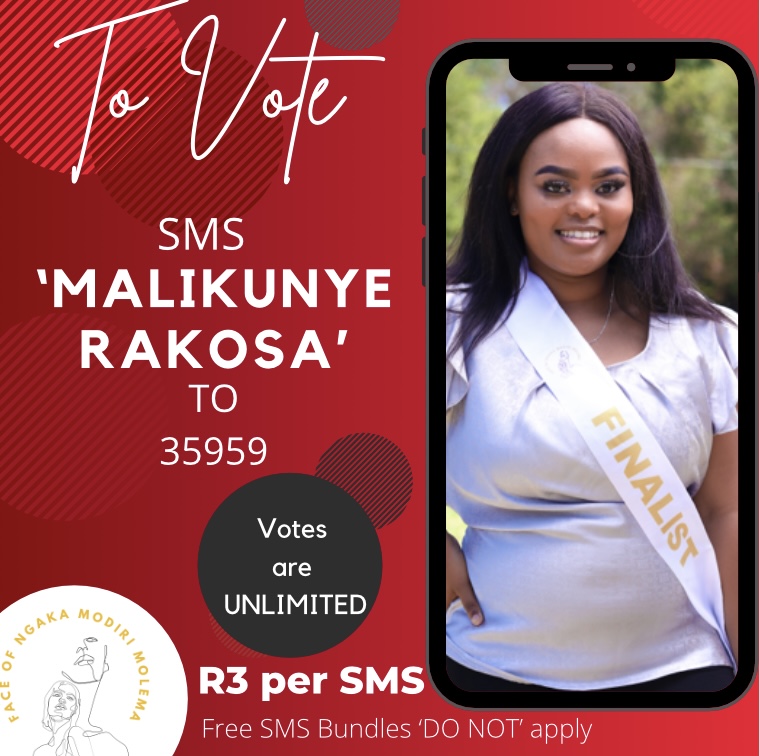 To Vote
SMS
‘MALIKUNYE
RAKOSA’
TO
35959
Votes
are
UNLIMITED
FACE OF NGAKA MODIRI MOLEMA
R3 per SMS
Free SMS Bundles ‘DO NOT’ apply
FINALIST